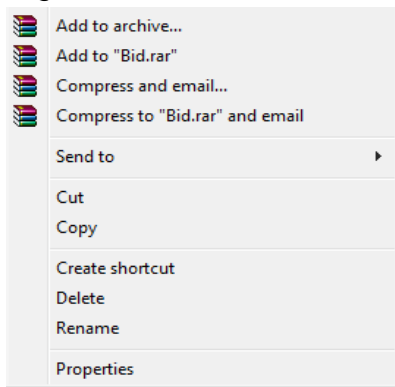 Add to archive...
Add to "Bid.rar"
Compress and email...
Compress to "Bid.rar" and email
Send to
Cut
Copy
Create shortcut
Delete
Rename
Properties